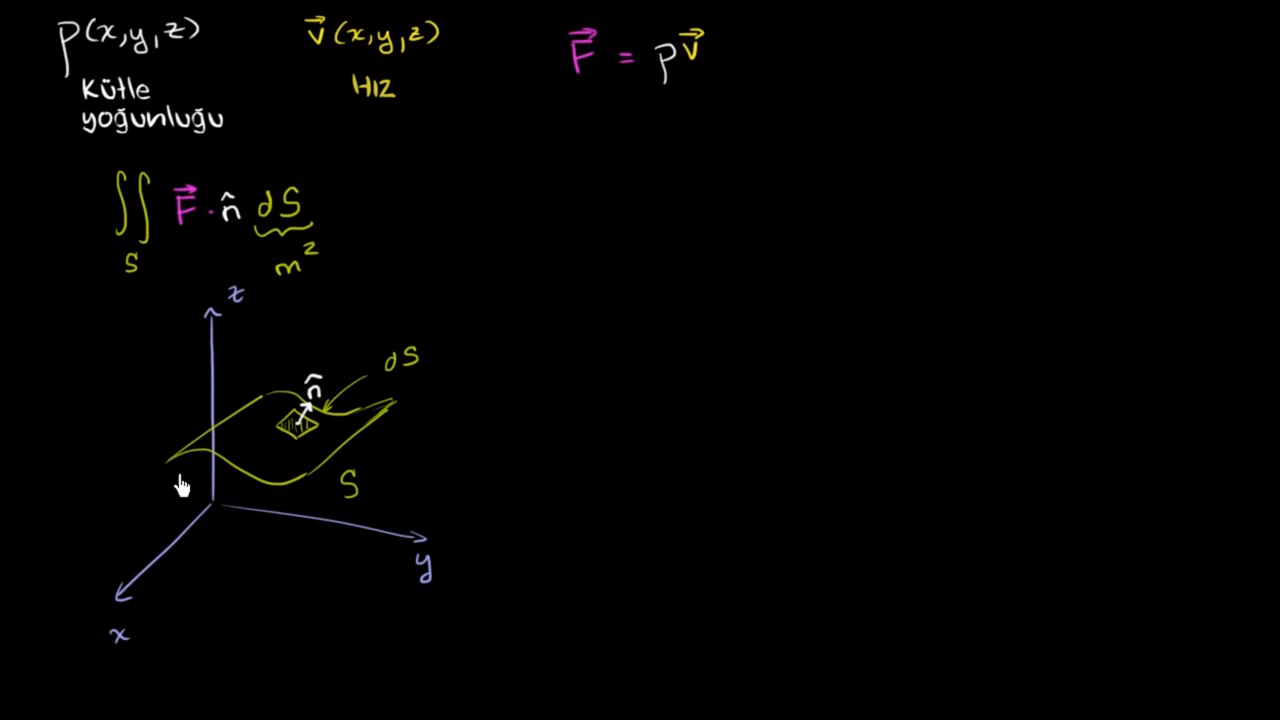 ρ(x,y,z)
Kütle
yoğunluğu
v⃗(x,y,z)
Hız
F⃗ = ρv⃗
∬ F⃗ · n̂ dS
S
m²
z
dS
n̂
S
y
x